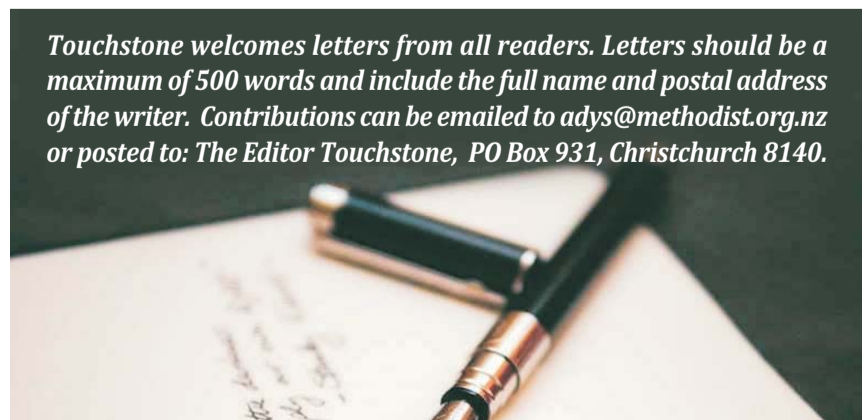 Touchstone welcomes letters from all readers. Letters should be a
maximum of 500 words and include the full name and postal address
of the writer. Contributions can be emailed to adys@methodist.org.nz
or posted to: The Editor Touchstone, PO Box 931, Christchurch 8140.